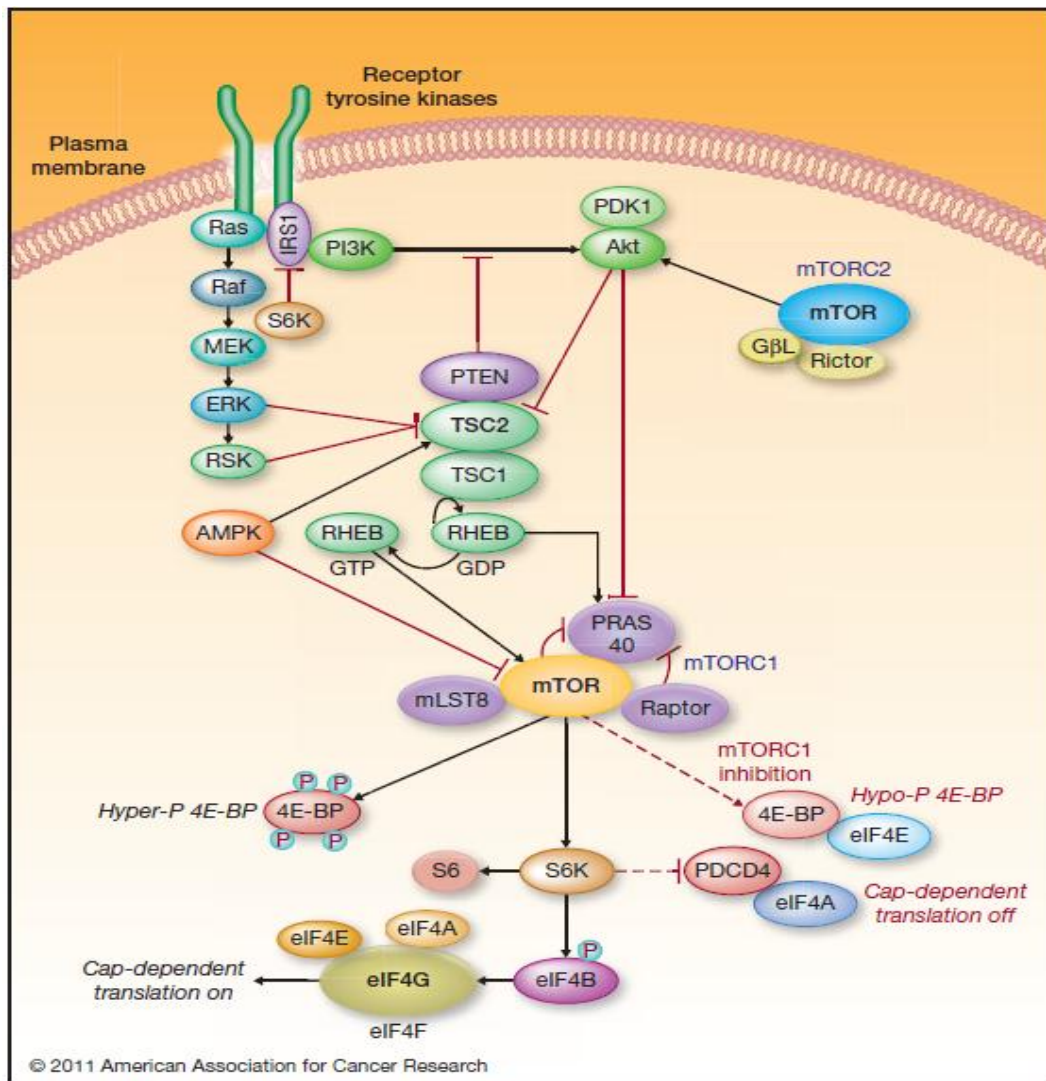 Receptor
tyrosine kinases
Plasma
membrane
PDK1
Ras
IRS1
PI3K
Akt
mTORC2
Raf
mTOR
S6K
GβL
Rictor
MEK
PTEN
ERK
TSC2
RSK
TSC1
AMPK
RHEB
RHEB
GTP
GDP
PRAS
40
mTORC1
mTOR
mLST8
Raptor
mTORC1
inhibition
P P
Hyper-P 4E-BP
4E-BP
P P
Hypo-P 4E-BP
4E-BP
eIF4E
S6
S6K
PDCD4
eIF4A
Cap-dependent
translation off
eIF4A
eIF4E
P
Cap-dependent
translation on
eIF4G
eIF4B
eIF4F
© 2011 American Association for Cancer Research